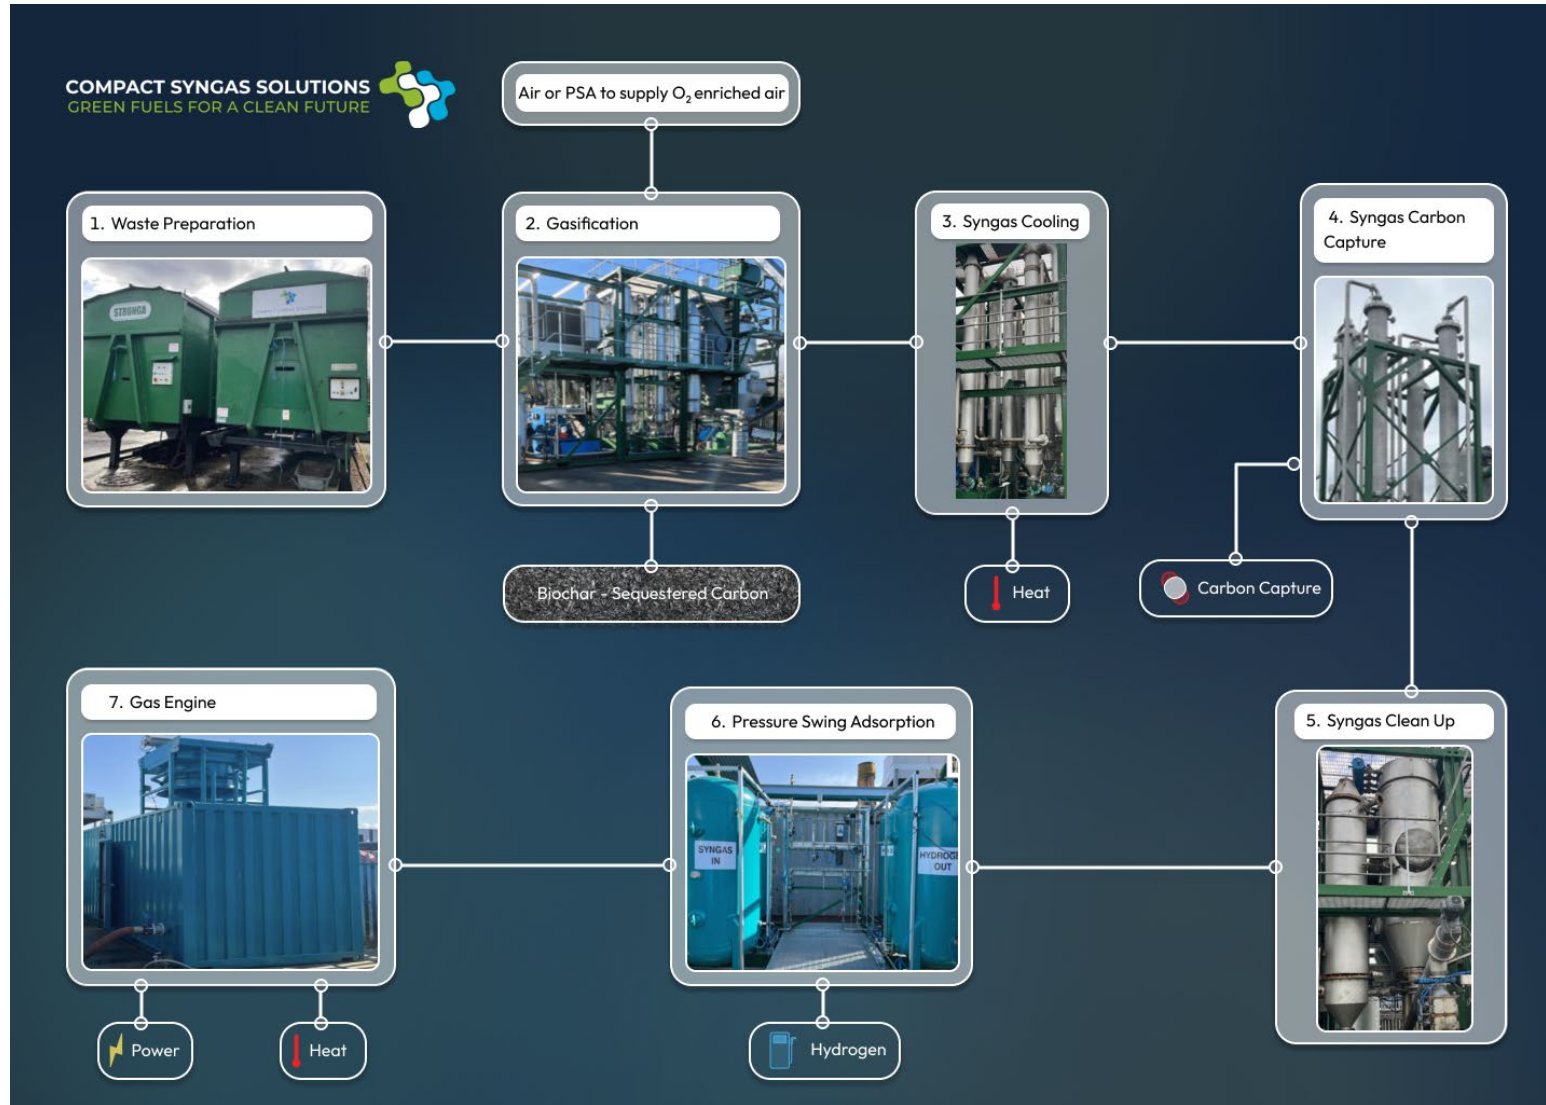 COMPACT SYNGAS SOLUTIONS
GREEN FUELS FOR A CLEAN FUTURE
Air or PSA to supply O₂ enriched air
1. Waste Preparation
2. Gasification
3. Syngas Cooling
4. Syngas Carbon
Capture
STRONGA
Biochar - Sequestered Carbon
Heat
Carbon Capture
7. Gas Engine
6. Pressure Swing Adsorption
5. Syngas Clean Up
SYNGAS
IN
HYDROGE
OUT
Power
Heat
Hydrogen